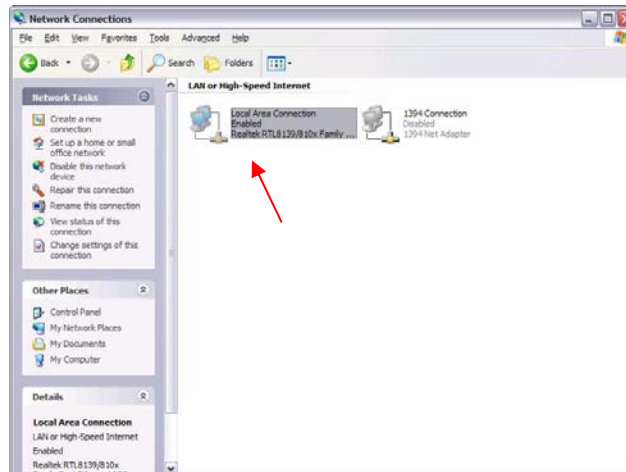 Network Connections
File Edit View Favorites Tools Advanced Help
Back Search Folders
Network Tasks
Create a new
connection
Set up a home or small
office network
Disable this network
device
Repair this connection
Rename this connection
View status of this
connection
Change settings of this
connection
Other Places
Control Panel
My Network Places
My Documents
My Computer
Details
Local Area Connection
LAN or High-Speed Internet
Enabled
Realtek RTL8139/810x
LAN or High-Speed Internet
Local Area Connection
Enabled
Realtek RTL8139/810x Family ...
1394 Connection
Disabled
1394 Net Adapter